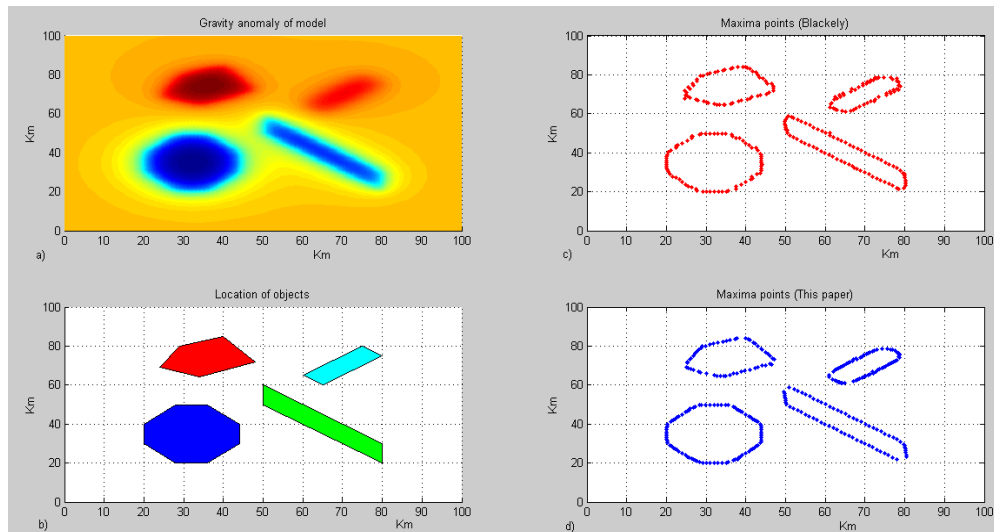 Gravity anomaly of model
100
80
60
40
20
0
Km
0 10 20 30 40 50 60 70 80 90 100
a)
Km
Maxima points (Blackely)
100
80
60
40
20
0
Km
0 10 20 30 40 50 60 70 80 90 100
c)
Km
Location of objects
100
80
60
40
20
0
Km
0 10 20 30 40 50 60 70 80 90 100
b)
Km
Maxima points (This paper)
100
80
60
40
20
0
Km
0 10 20 30 40 50 60 70 80 90 100
d)
Km